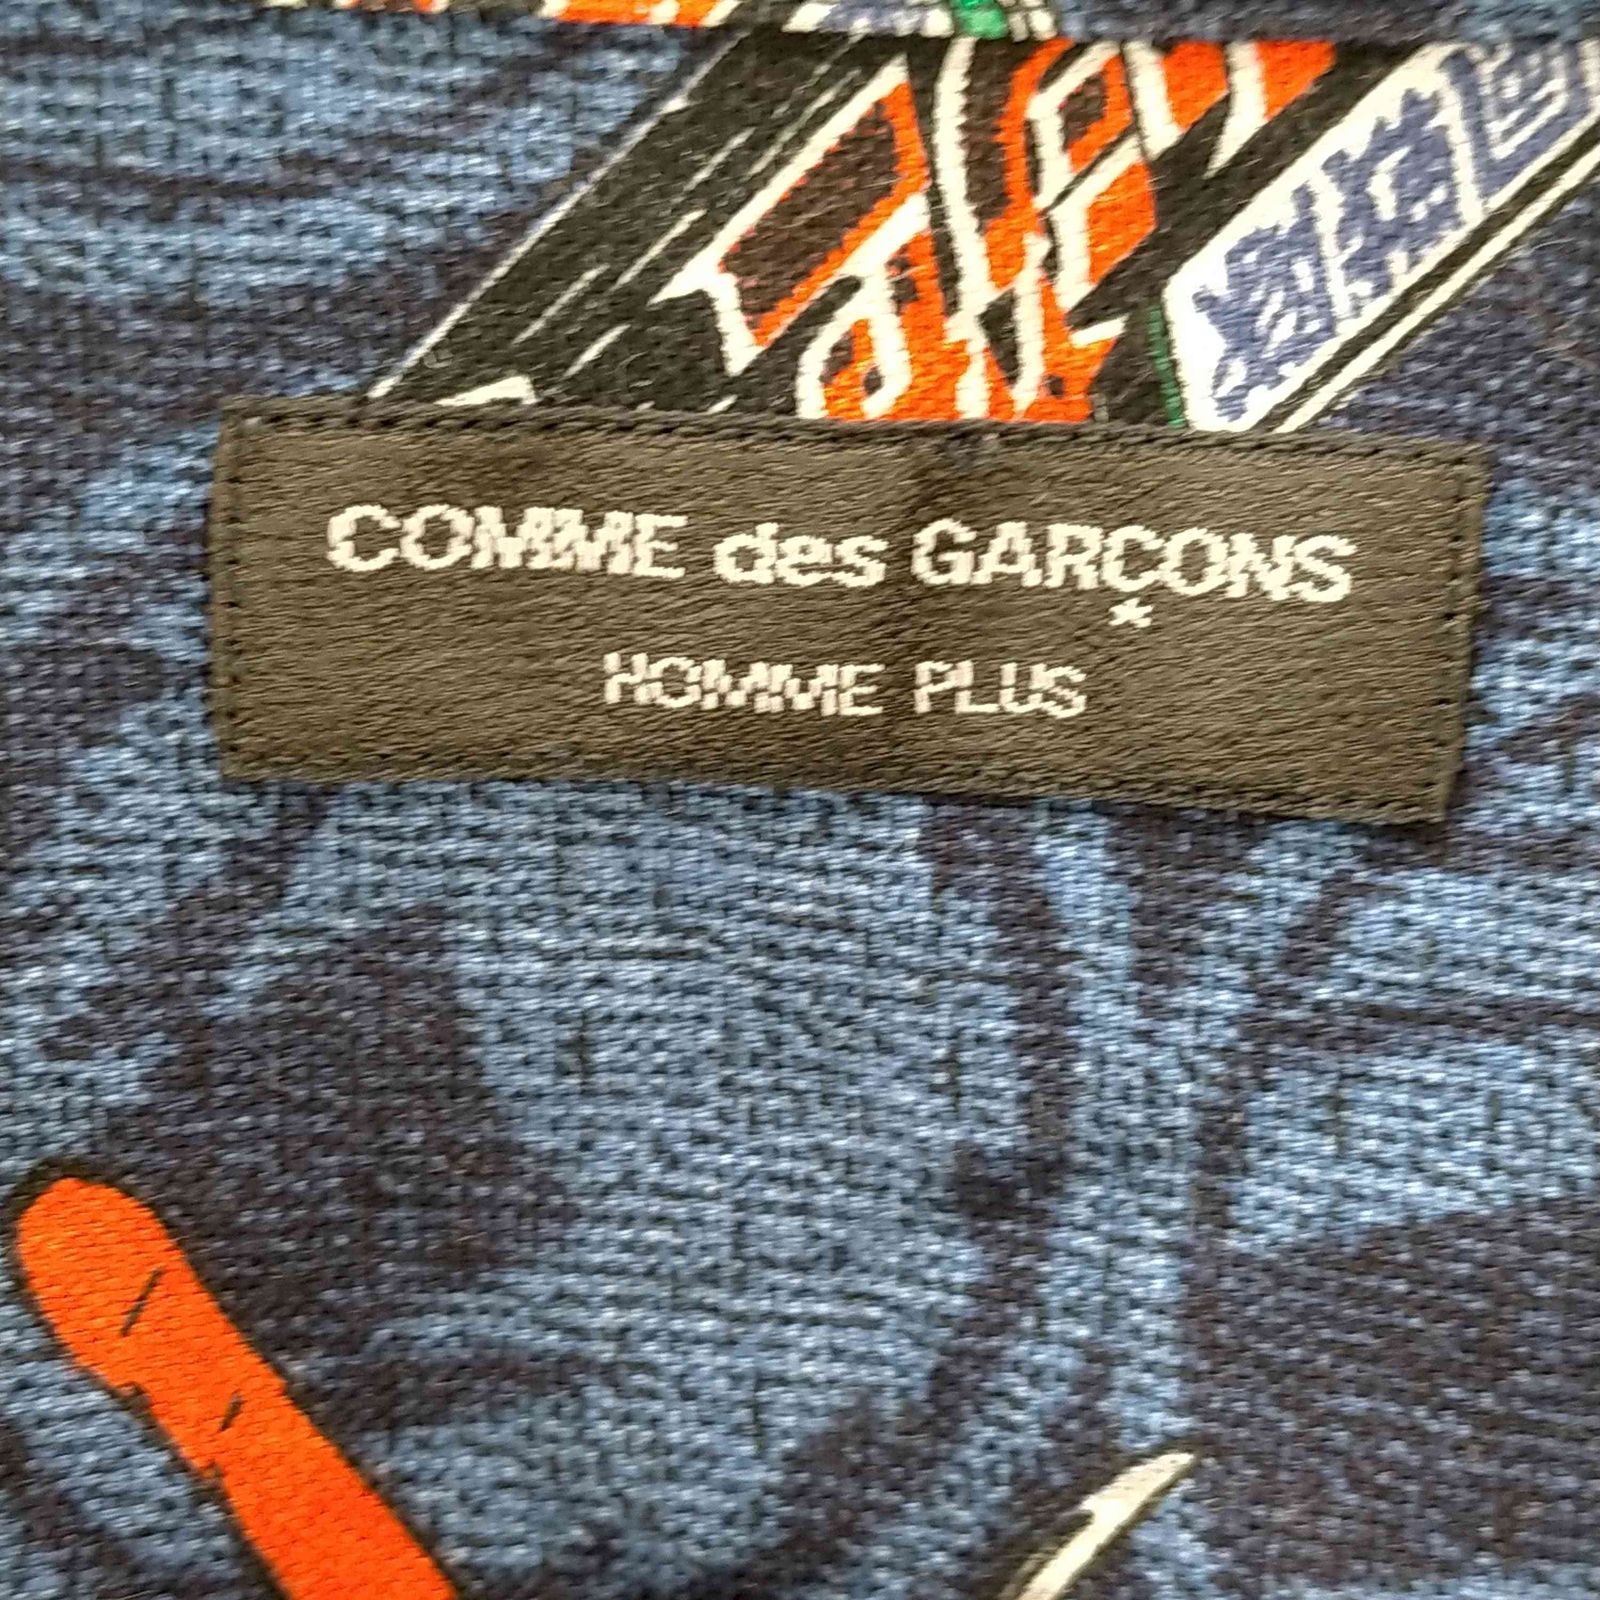 COMME des GARÇONS
*
HOMME PLUS